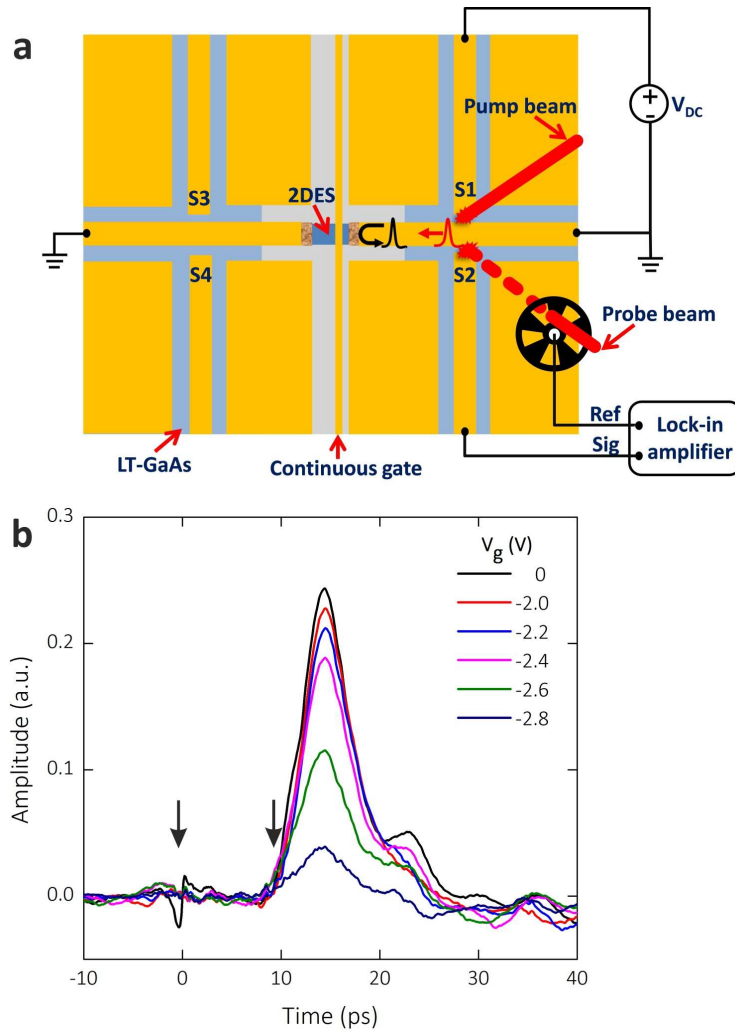 a
Pump beam
V_DC
S3
2DES
S1
S4
S2
Probe beam
Ref
Sig
Lock-in
amplifier
LT-GaAs
Continuous gate
b
0.3
0.2
0.1
0.0
Amplitude (a.u.)
V_g (V)
0
-2.0
-2.2
-2.4
-2.6
-2.8
-10 0 10 20 30 40
Time (ps)